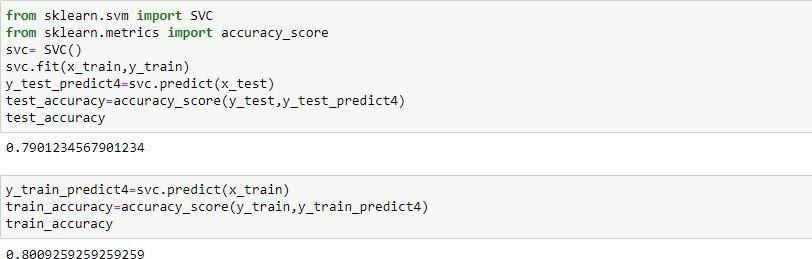 from sklearn.svm import SVC
from sklearn.metrics import accuracy_score
svc= SVC()
svc.fit(x_train,y_train)
y_test_predict4=svc.predict(x_test)
test_accuracy=accuracy_score(y_test,y_test_predict4)
test_accuracy
0.7901234567901234
y_train_predict4=svc.predict(x_train)
train_accuracy=accuracy_score(y_train,y_train_predict4)
train_accuracy
0.8009259259259259